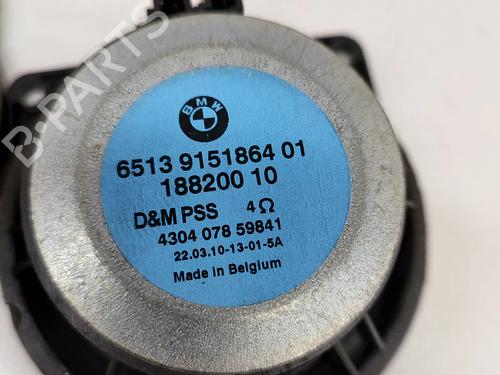 B-PARTS
BMW
6513 9151864 01
188200 10
D&M PSS 4Ω
4304 078 59841
22.03.10-13-01-5A
Made in Belgium